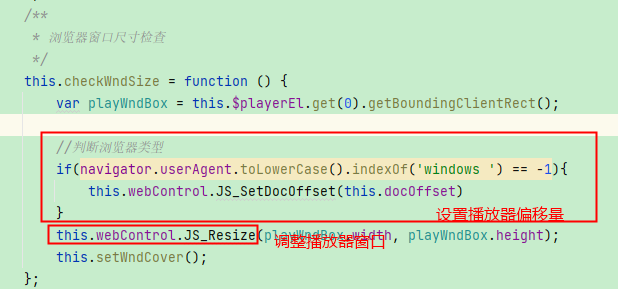 /**
 * 浏览器窗口尺寸检查
 */
this.checkWndSize = function () {
    var playWndBox = this.$playerEl.get(0).getBoundingClientRect();
    //判断浏览器类型
    if(navigator.userAgent.toLowerCase().indexOf('windows ') == -1){
        this.webControl.JS_SetDocOffset(this.docOffset)
    }
设置播放器偏移量
    this.webControl.JS_Resize(playWndBox.width, playWndBox.height);
调整播放器窗口
    this.setWndCover();
};